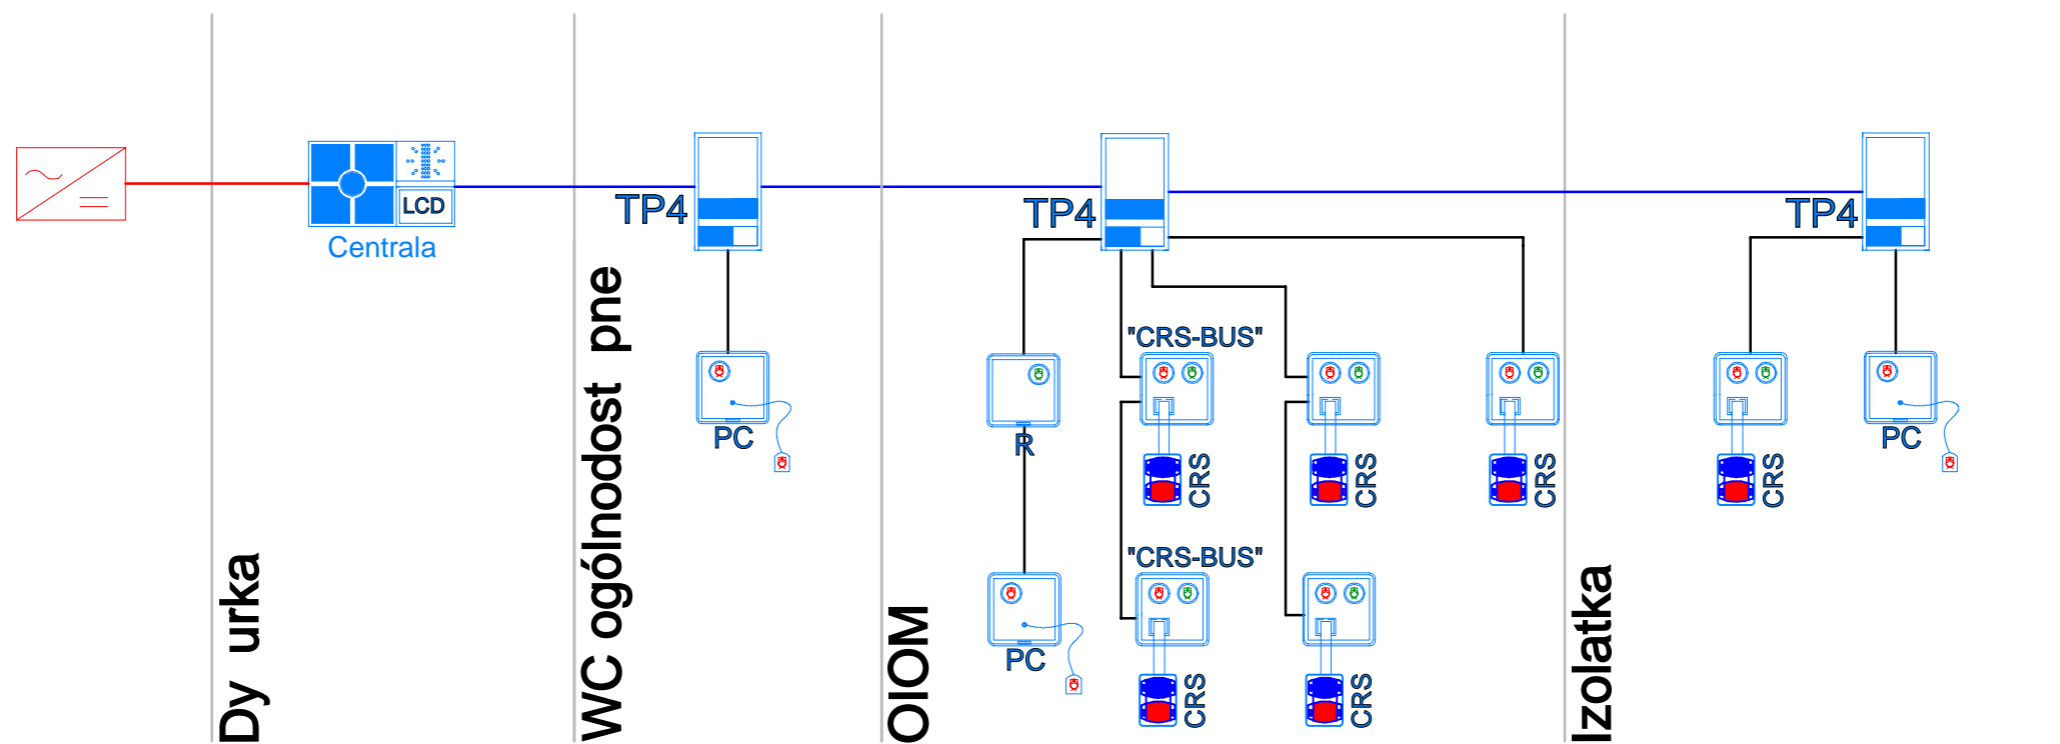 LCD
Centrala
TP4
TP4
TP4
"CRS-BUS"
PC
R
CRS
CRS
CRS
CRS
PC
"CRS-BUS"
PC
CRS
CRS
Dy urka
WC ogólnodost pne
OIOM
Izolatka